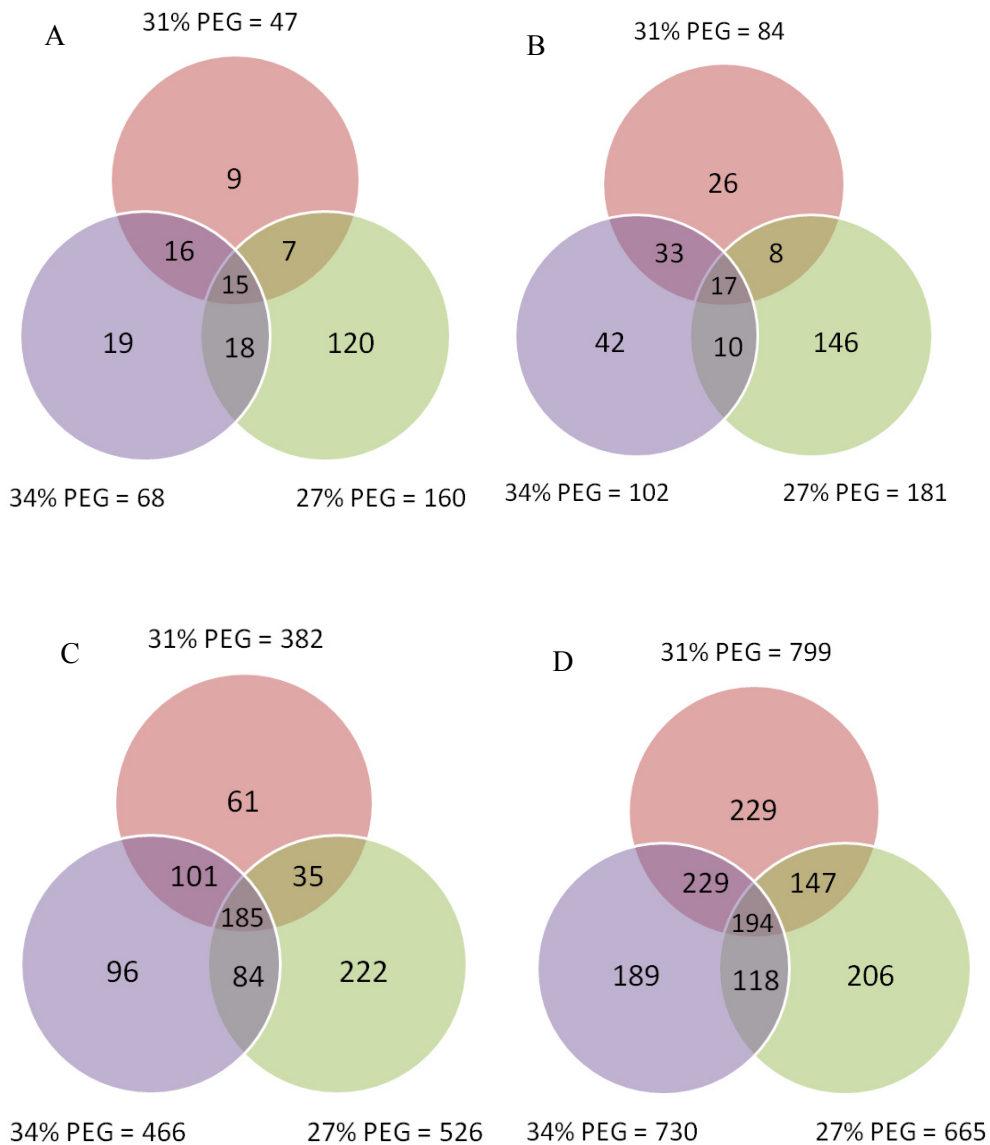 A
31% PEG = 47
9
16
7
15
19
18
120
34% PEG = 68
27% PEG = 160
B
31% PEG = 84
26
33
8
17
42
10
146
34% PEG = 102
27% PEG = 181
C
31% PEG = 382
61
101
35
185
96
84
222
34% PEG = 466
27% PEG = 526
D
31% PEG = 799
229
229
147
194
189
118
206
34% PEG = 730
27% PEG = 665